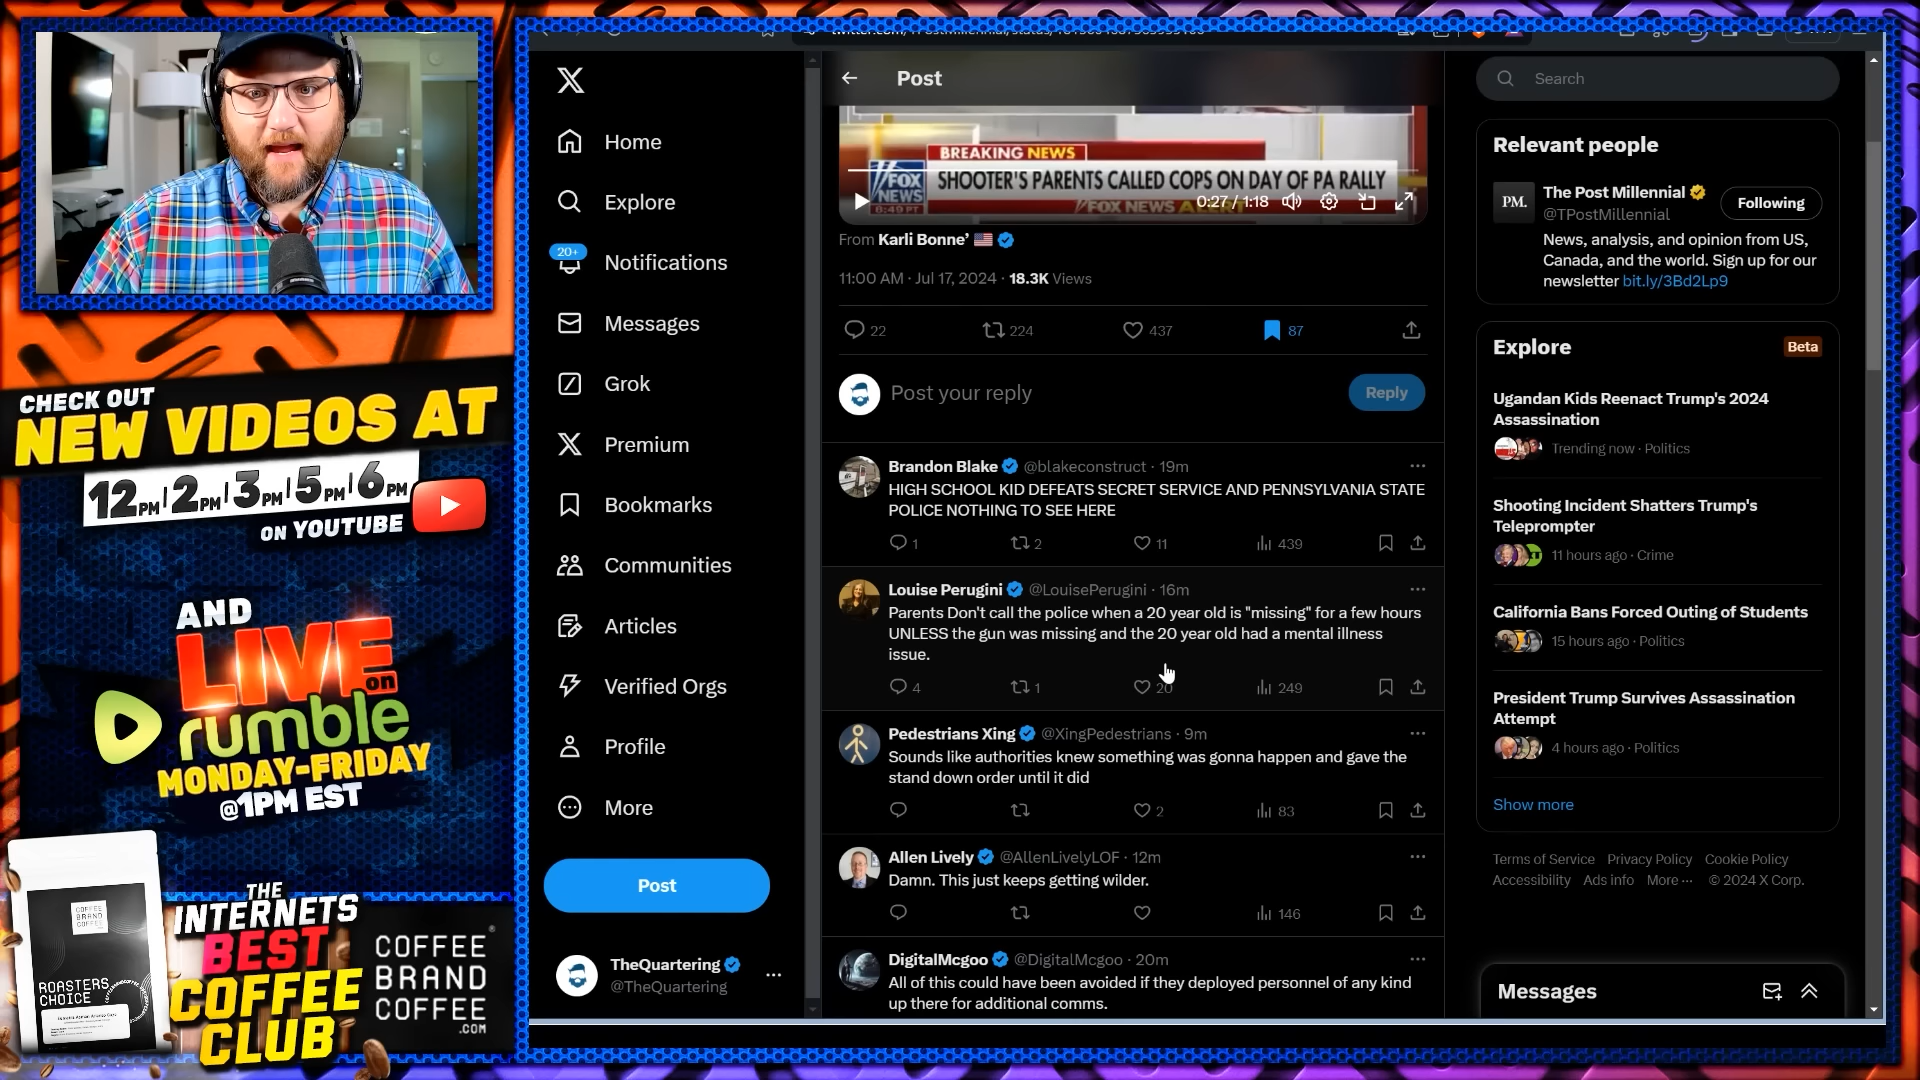 CHECK OUT
NEW VIDEOS AT
12PM | 2PM | 3PM | 5PM | 6PM
ON YOUTUBE
AND
LIVE on
rumble
MONDAY-FRIDAY
@1PM EST
COFFEE
BRAND
COFFEE
ROASTERS
CHOICE
THE
INTERNETS
BEST
COFFEE
CLUB
COFFEE
BRAND
COFFEE
.COM
X
Home
Explore
20+
Notifications
Messages
Grok
Premium
Bookmarks
Communities
Articles
Verified Orgs
Profile
More
Post
TheQuartering
@TheQuartering
Post
BREAKING NEWS
FOX
NEWS
SHOOTER'S PARENTS CALLED COPS ON DAY OF PA RALLY
8:49 PT
FOX NEWS ALERT
0:27 / 1:18
From Karli Bonne' 🇺🇸
11:00 AM · Jul 17, 2024 · 18.3K Views
22 224 437 87
Post your reply
Reply
Brandon Blake @blakeconstruct · 19m
HIGH SCHOOL KID DEFEATS SECRET SERVICE AND PENNSYLVANIA STATE
POLICE NOTHING TO SEE HERE
1 2 11 439
Louise Perugini @LouisePerugini · 16m
Parents Don't call the police when a 20 year old is "missing" for a few hours
UNLESS the gun was missing and the 20 year old had a mental illness
issue.
4 1 20 249
Pedestrians Xing @XingPedestrians · 9m
Sounds like authorities knew something was gonna happen and gave the
stand down order until it did
2 83
Allen Lively @AllenLivelyLOF · 12m
Damn. This just keeps getting wilder.
146
DigitalMcgoo @DigitalMcgoo · 20m
All of this could have been avoided if they deployed personnel of any kind
up there for additional comms.
Search
Relevant people
PM.
The Post Millennial
@TPostMillennial
Following
News, analysis, and opinion from US,
Canada, and the world. Sign up for our
newsletter bit.ly/3Bd2Lp9
Explore
Beta
Ugandan Kids Reenact Trump's 2024
Assassination
Trending now · Politics
Shooting Incident Shatters Trump's
Teleprompter
11 hours ago · Crime
California Bans Forced Outing of Students
15 hours ago · Politics
President Trump Survives Assassination
Attempt
4 hours ago · Politics
Show more
Terms of Service Privacy Policy Cookie Policy
Accessibility Ads info More ··· © 2024 X Corp.
Messages